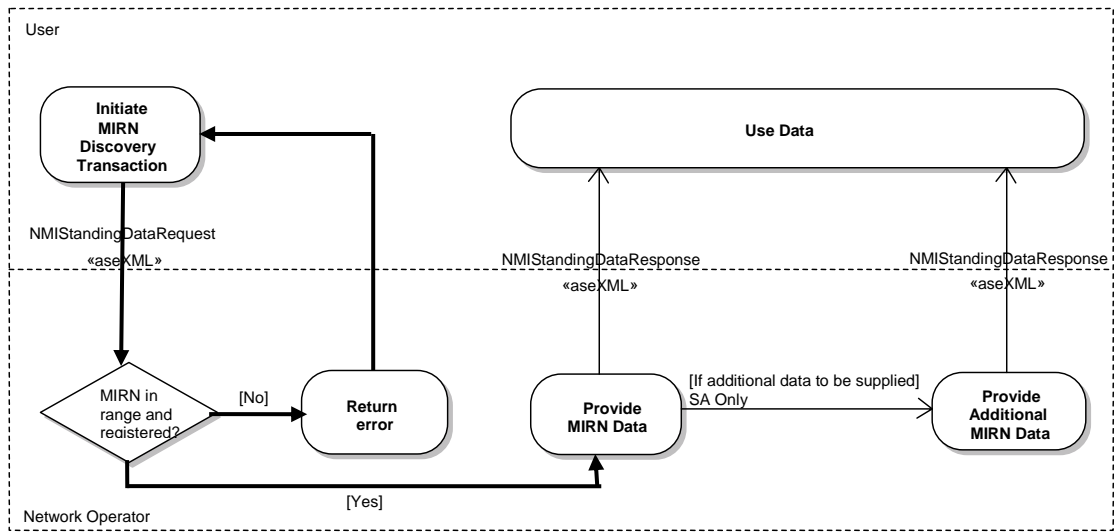 User
Initiate
MIRN
Discovery
Transaction
Use Data
NMIStandingDataRequest
«aseXML»
NMIStandingDataResponse
«aseXML»
NMIStandingDataResponse
«aseXML»
MIRN in
range and
registered?
[No]
Return
error
Provide
MIRN Data
[If additional data to be supplied]
SA Only
Provide
Additional
MIRN Data
[Yes]
Network Operator